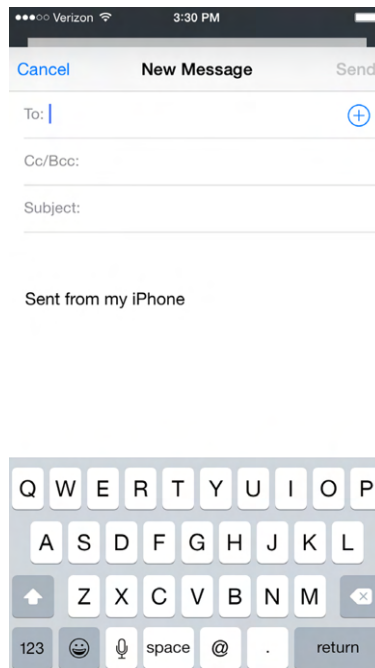 Verizon 3:30 PM
Cancel New Message Send
To:
Cc/Bcc:
Subject:
Sent from my iPhone
Q W E R T Y U I O P
A S D F G H J K L
Z X C V B N M
123 space @ . return